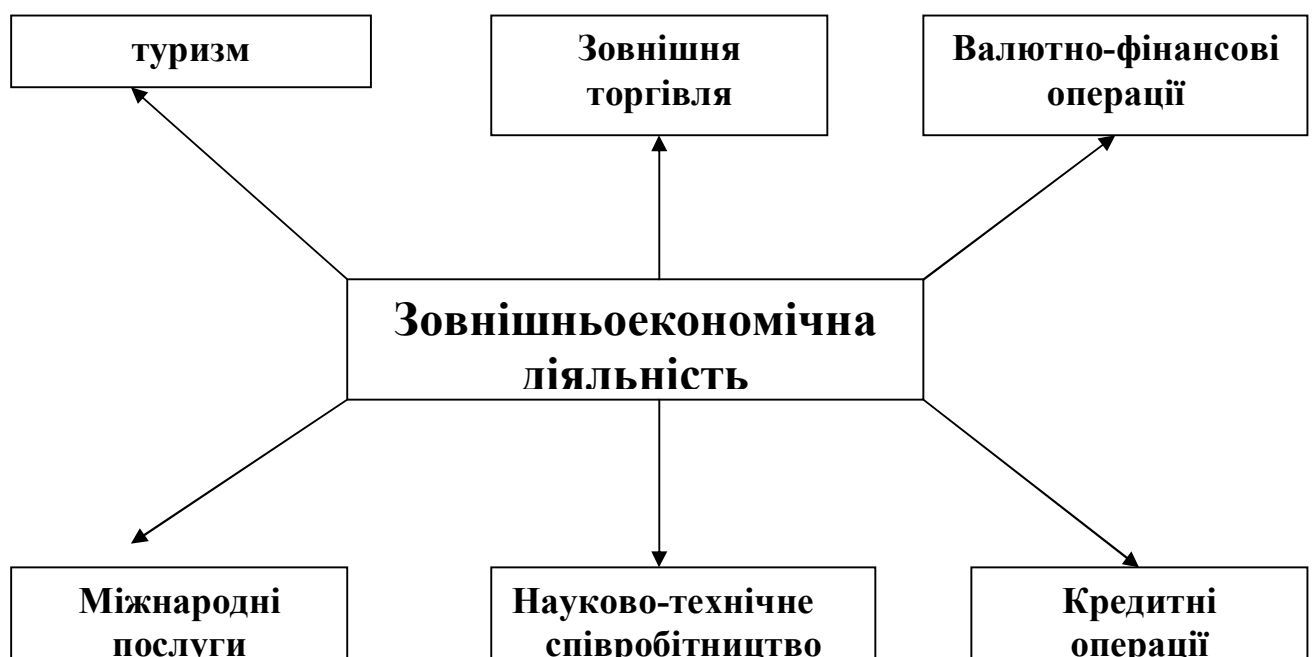 туризм
Зовнішня
торгівля
Валютно-фінансові
операції
Зовнішньоекономічна
діяльність
Міжнародні
послуги
Науково-технічне
співробітництво
Кредитні
операції